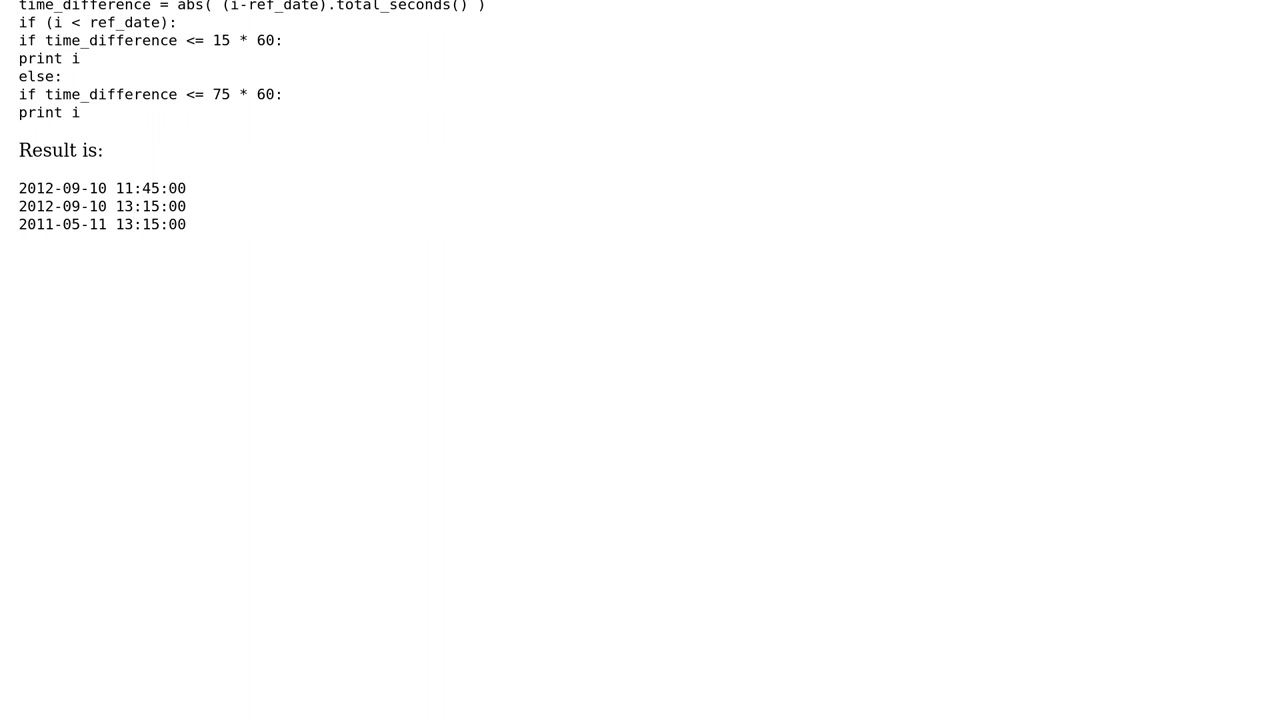 time_difference = abs( (i-ref_date).total_seconds() )
if (i < ref_date):
if time_difference <= 15 * 60:
print i
else:
if time_difference <= 75 * 60:
print i
Result is:
2012-09-10 11:45:00
2012-09-10 13:15:00
2011-05-11 13:15:00